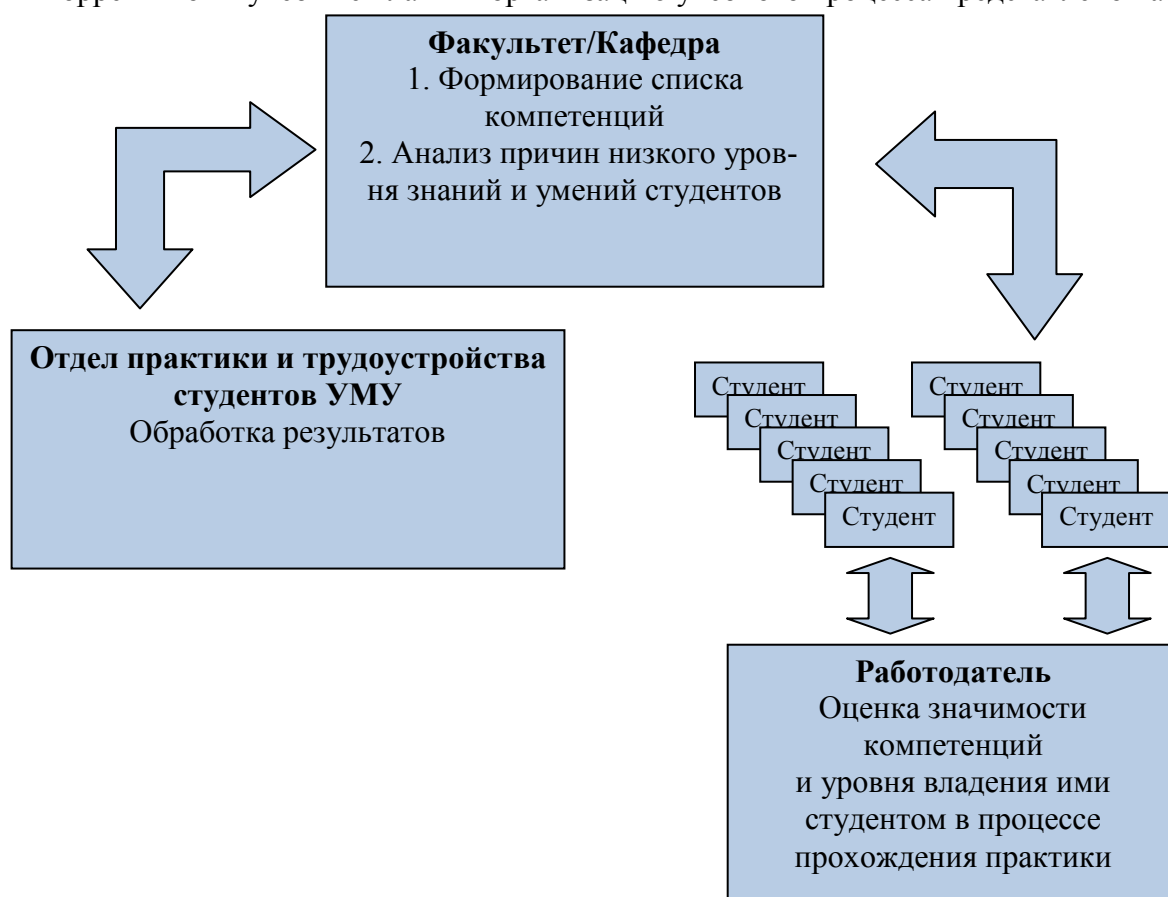 Факультет/Кафедра
1. Формирование списка
компетенций
2. Анализ причин низкого уров-
ня знаний и умений студентов
Отдел практики и трудоустройства
студентов УМУ
Обработка результатов
Студент
Студент
Студент
Студент
Студент
Студент
Студент
Студент
Студент
Студент
Работодатель
Оценка значимости
компетенций
и уровня владения ими
студентом в процессе
прохождения практики